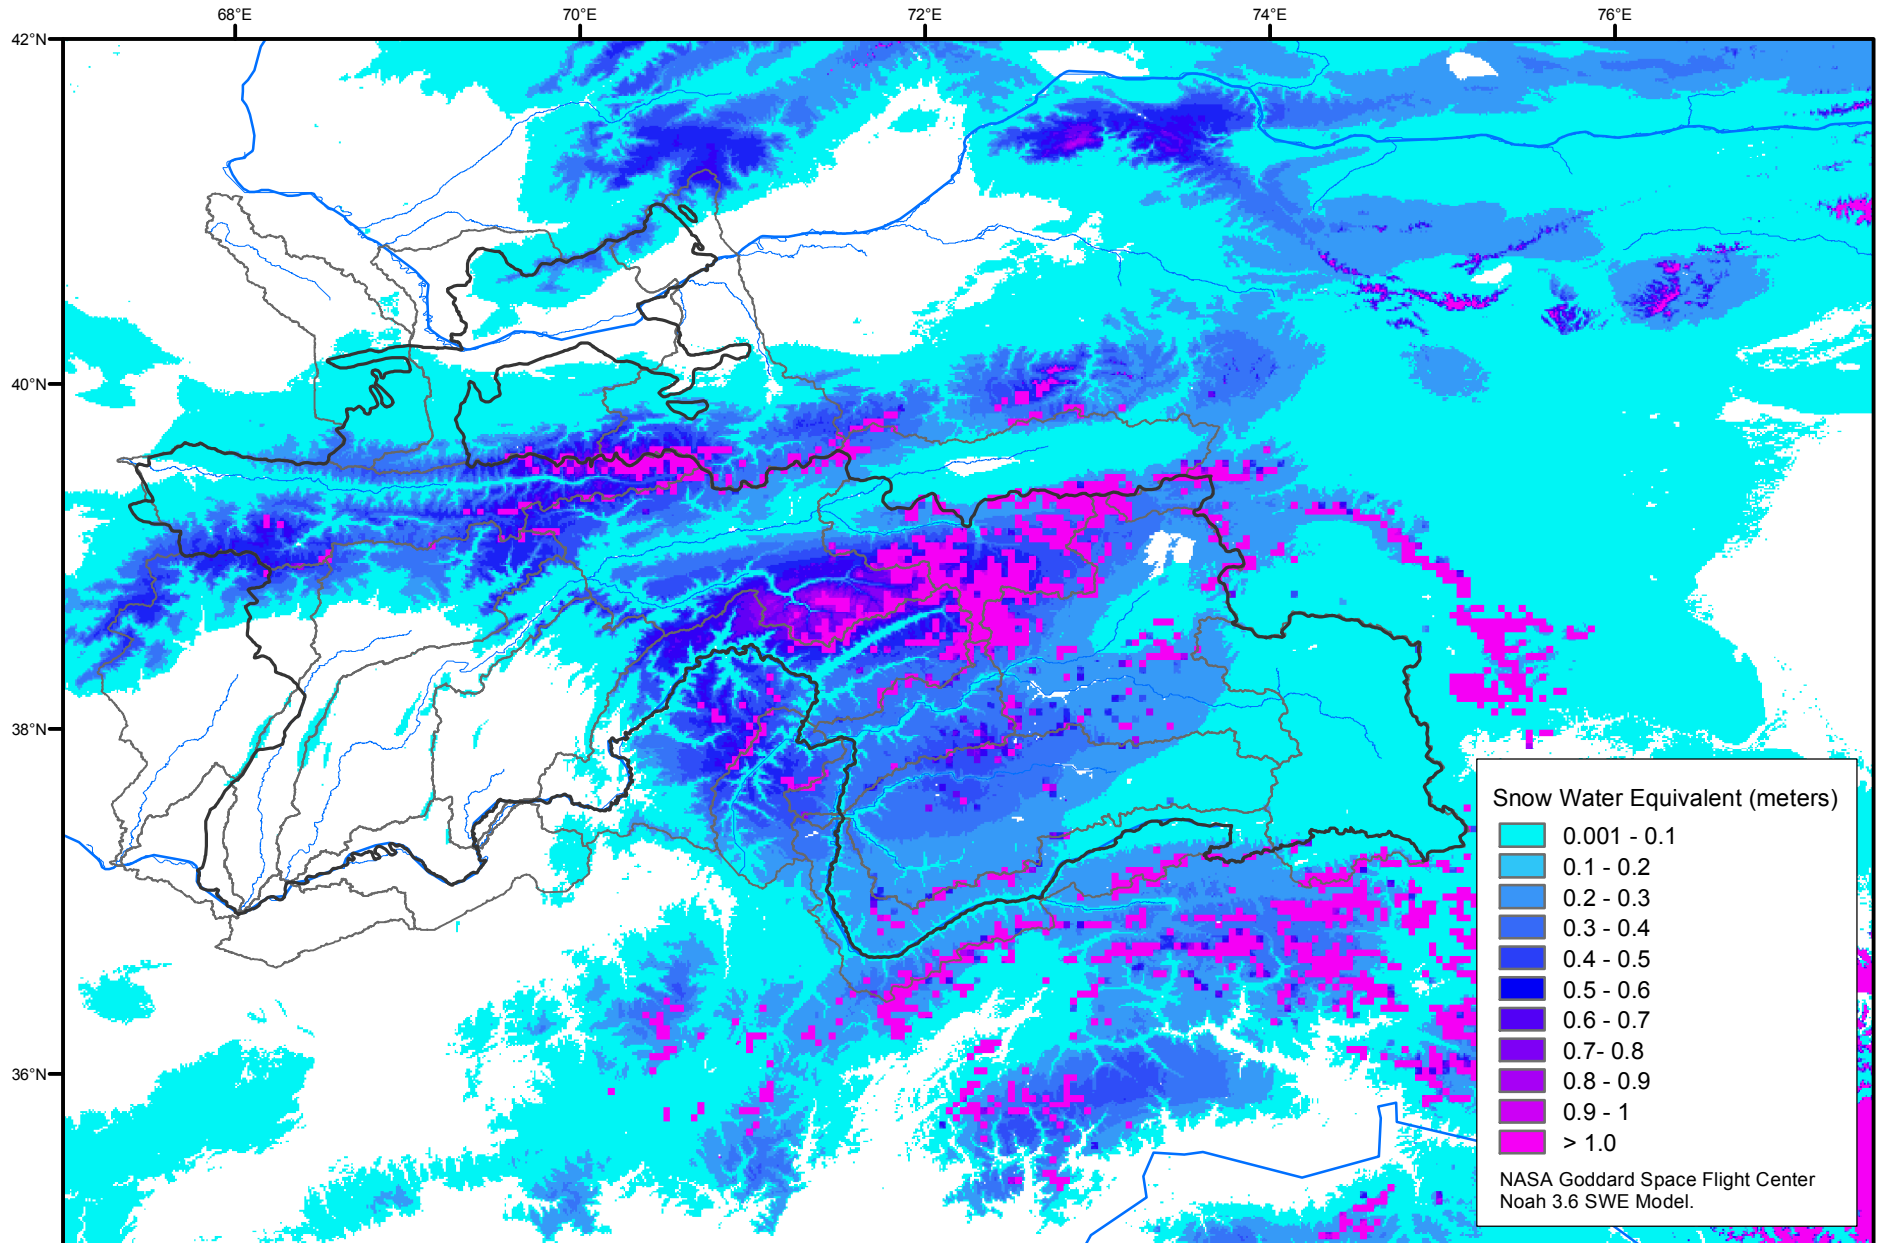 68°E 70°E 72°E 74°E 76°E
42°N
40°N
38°N
36°N
Snow Water Equivalent (meters)
0.001 - 0.1
0.1 - 0.2
0.2 - 0.3
0.3 - 0.4
0.4 - 0.5
0.5 - 0.6
0.6 - 0.7
0.7- 0.8
0.8 - 0.9
0.9 - 1
> 1.0
NASA Goddard Space Flight Center
Noah 3.6 SWE Model.